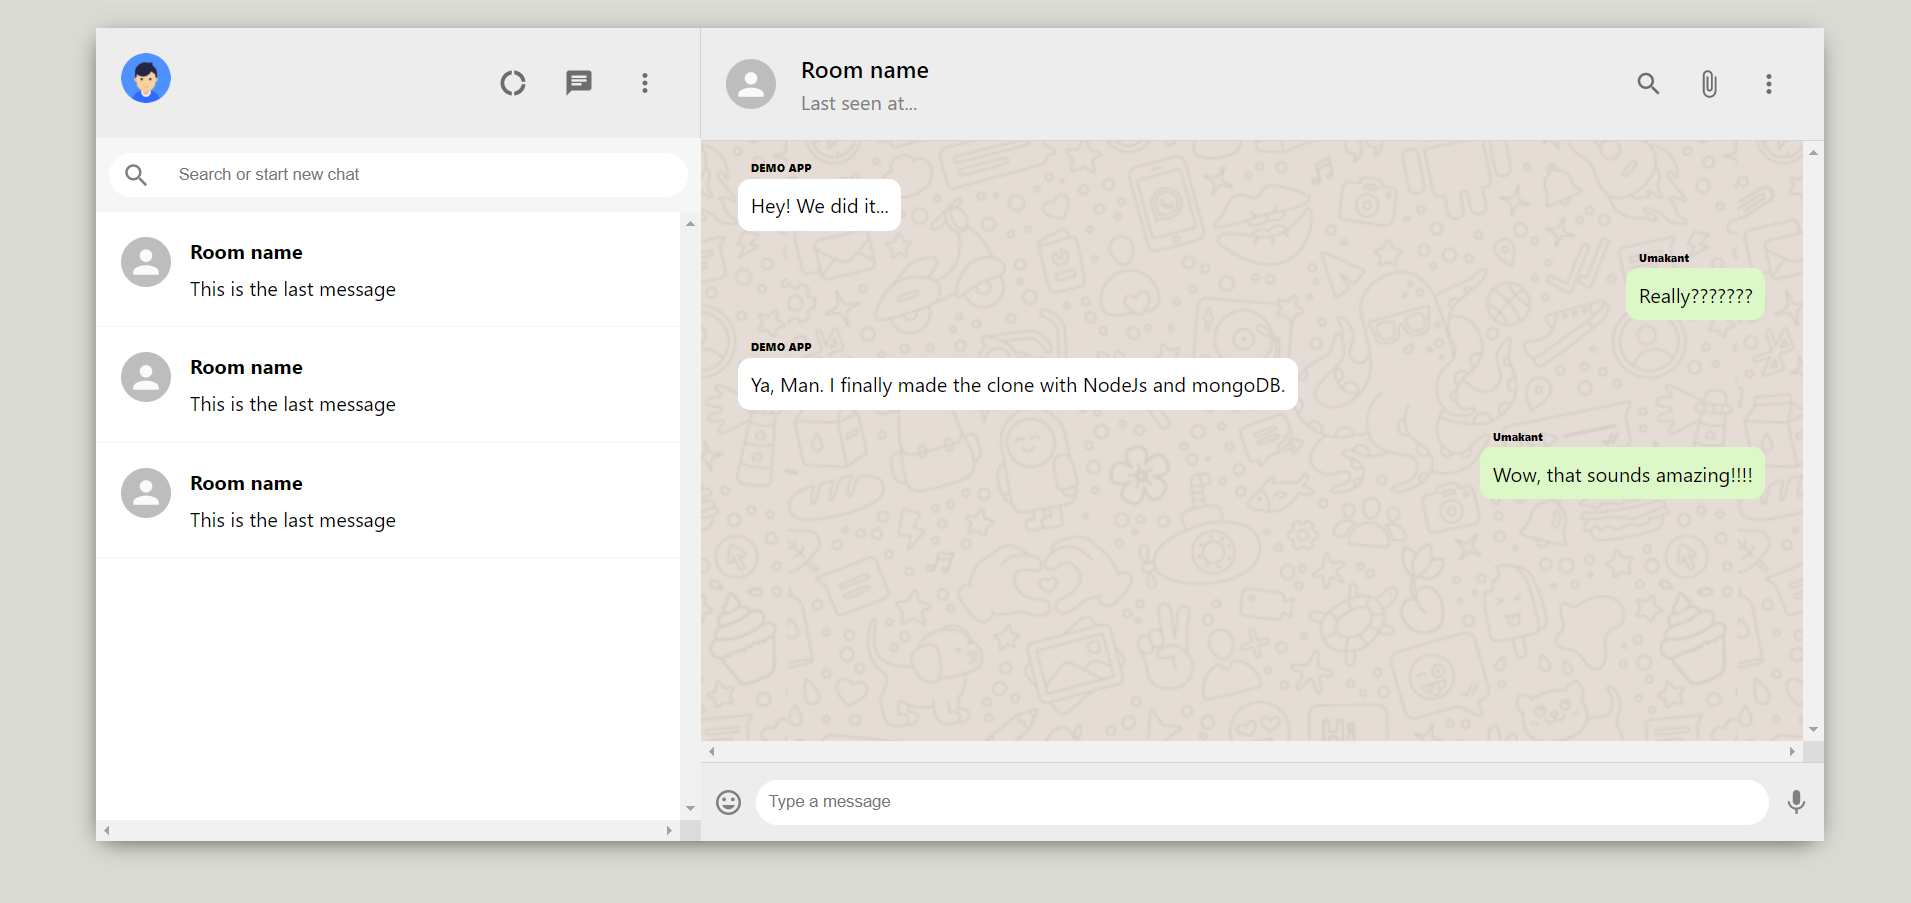 Search or start new chat
Room name
This is the last message
Room name
This is the last message
Room name
This is the last message
Room name
Last seen at...
DEMO APP
Hey! We did it...
Umakant
Really???????
DEMO APP
Ya, Man. I finally made the clone with NodeJs and mongoDB.
Umakant
Wow, that sounds amazing!!!!
Hi
Type a message